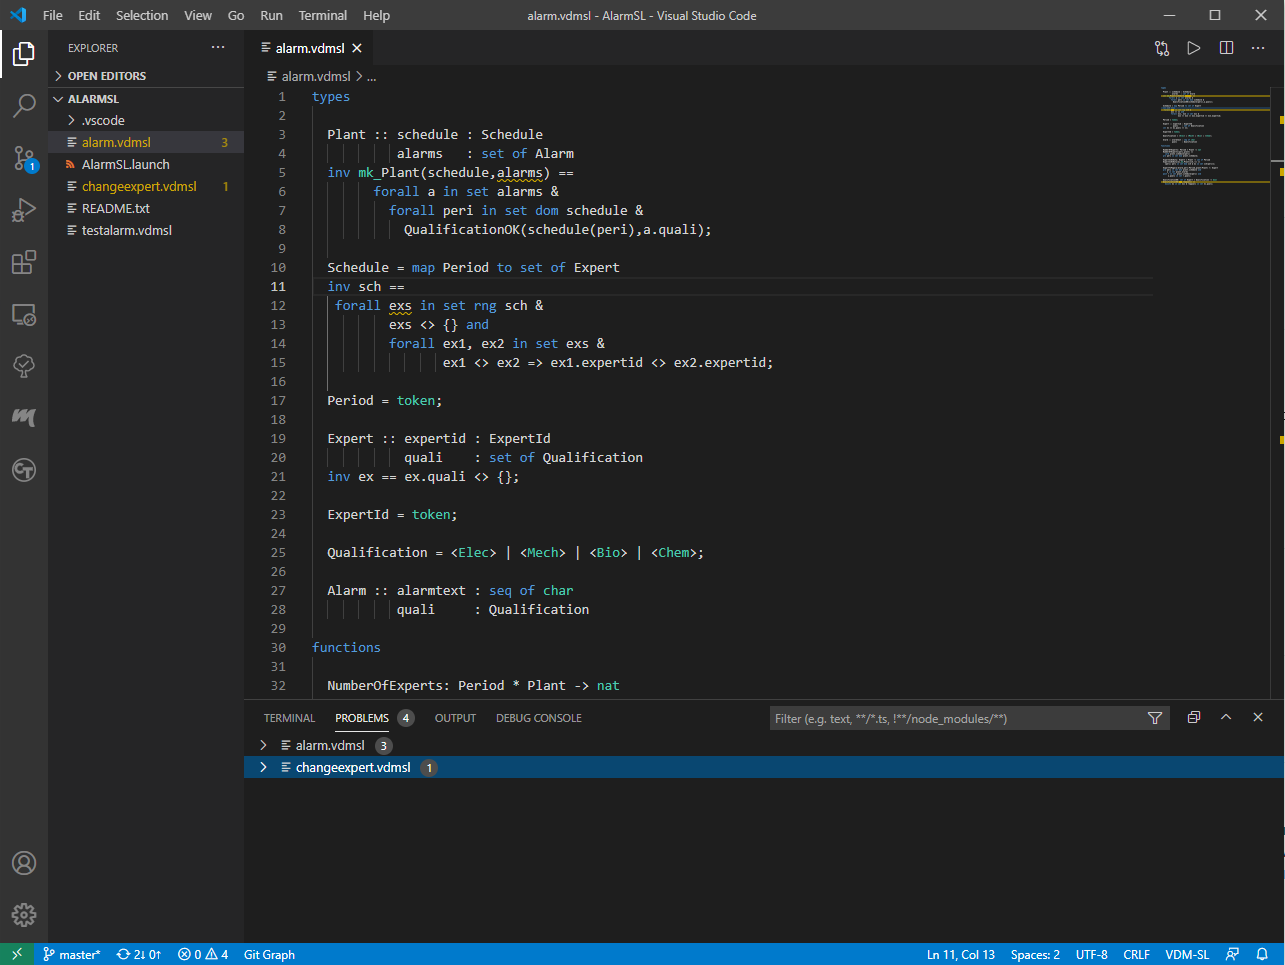 File Edit Selection View Go Run Terminal Help
alarm.vdmsl - AlarmSL - Visual Studio Code
EXPLORER
OPEN EDITORS
ALARMSL
.vscode
alarm.vdmsl 3
AlarmSL.launch
changeexpert.vdmsl 1
README.txt
testalarm.vdmsl
1
alarm.vdmsl
alarm.vdmsl > ...
1 types
2
3 Plant :: schedule : Schedule
4 alarms : set of Alarm
5 inv mk_Plant(schedule,alarms) ==
6 forall a in set alarms &
7 forall peri in set dom schedule &
8 QualificationOK(schedule(peri),a.quali);
9
10 Schedule = map Period to set of Expert
11 inv sch ==
12 forall exs in set rng sch &
13 exs <> {} and
14 forall ex1, ex2 in set exs &
15 ex1 <> ex2 => ex1.expertid <> ex2.expertid;
16
17 Period = token;
18
19 Expert :: expertid : ExpertId
20 quali : set of Qualification
21 inv ex == ex.quali <> {};
22
23 ExpertId = token;
24
25 Qualification = <Elec> | <Mech> | <Bio> | <Chem>;
26
27 Alarm :: alarmtext : seq of char
28 quali : Qualification
29
30 functions
31
32 NumberOfExperts: Period * Plant -> nat
TERMINAL PROBLEMS 4 OUTPUT DEBUG CONSOLE
Filter (e.g. text, **/*.ts, !**/node_modules/**)
alarm.vdmsl 3
changeexpert.vdmsl 1
master* 2↓ 0↑ 0 4 Git Graph
Ln 11, Col 13 Spaces: 2 UTF-8 CRLF VDM-SL